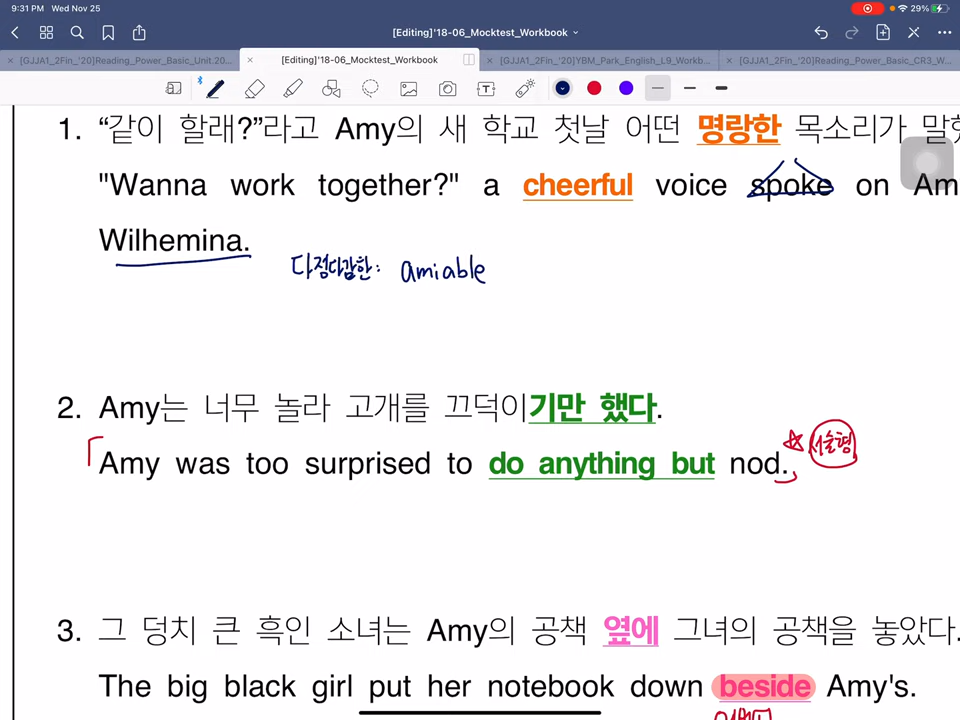 9:31 PM Wed Nov 25
29%
[Editing]'18-06_Mocktest_Workbook
[GJJA1_2Fin_'20]Reading_Power_Basic_Unit.20...
[Editing]'18-06_Mocktest_Workbook
[GJJA1_2Fin_'20]YBM_Park_English_L9_Workb...
[GJJA1_2Fin_'20]Reading_Power_Basic_CR3_W...
1. “같이 할래?”라고 Amy의 새 학교 첫날 어떤 명랑한 목소리가 말했
"Wanna work together?" a cheerful voice spoke on Am
Wilhemina.
다정다감한: amiable
2. Amy는 너무 놀라 고개를 끄덕이기만 했다.
Amy was too surprised to do anything but nod.
서술형
3. 그 덩치 큰 흑인 소녀는 Amy의 공책 옆에 그녀의 공책을 놓았다.
The big black girl put her notebook down beside Amy's.